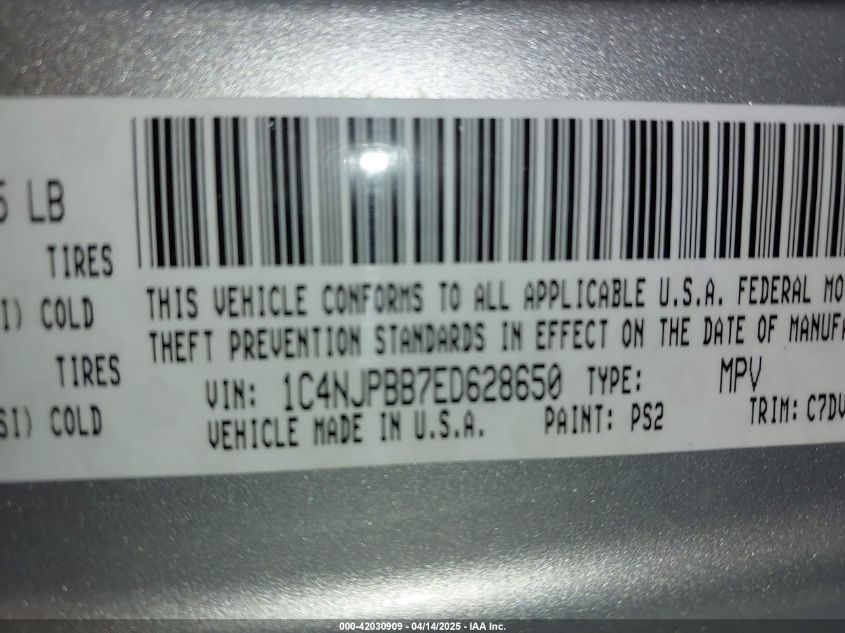 5 LB
TIRES
I) COLD
TIRES
SI) COLD
THIS VEHICLE CONFORMS TO ALL APPLICABLE U.S.A. FEDERAL MO
THEFT PREVENTION STANDARDS IN EFFECT ON THE DATE OF MANUFA
VIN: 1C4NJPBB7ED628650 TYPE: MPV
VEHICLE MADE IN U.S.A. PAINT: PS2 TRIM: C7DV
000-42030909 - 04/14/2025 - IAA Inc.